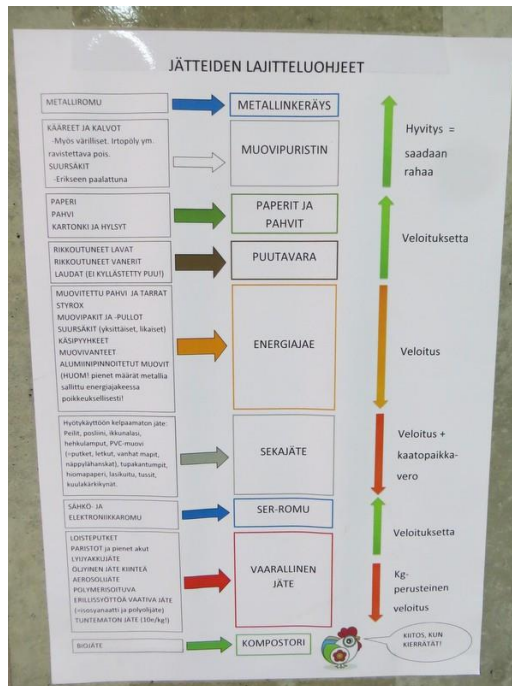 JÄTTEIDEN LAJITTELUOHJEET
METALLIROMU
METALLINKERÄYS
KÄÄREET JA KALVOT
-Myös värilliset. Irtopöly ym.
ravistettava pois.
SUURSÄKIT
-Erikseen paalattuna
MUOVIPURISTIN
Hyvitys =
saadaan
rahaa
PAPERI
PAHVI
KARTONKI JA HYLSYT
PAPERIT JA
PAHVIT
RIKKOUTUNEET LAVAT
RIKKOUTUNEET VANERIT
LAUDAT (EI KYLLÄSTETTY PUU!)
PUUTAVARA
Veloituksetta
MUOVITETTU PAHVI JA TARRAT
STYROX
MUOVIPAKIT JA -PULLOT
SUURSÄKIT (yksittäiset, likaiset)
KÄSIPYYHKEET
MUOVIVANTEET
ALUMIINIPINNOITETUT MUOVIT
(HUOM! pienet määrät metallia
sallittu energiajakeessa
poikkeuksellisesti!
ENERGIAJAE
Veloitus
Hyötykäyttöön kelpaamaton jäte:
Peilit, posliini, ikkunalasi,
hehkulamput, PVC-muovi
(=putket, letkut, vanhat mapit,
näppylähanskat), tupakantumpit,
hiomapaperi, lasikuitu, tussit,
kuulakärkikynät.
SEKAJÄTE
Veloitus +
kaatopaikka-
vero
SÄHKÖ- JA
ELEKTRONIIKKAROMU
SER-ROMU
Veloituksetta
LOISTEPUTKET
PARISTOT ja pienet akut
LYIJYAKKUJÄTE
ÖLJYINEN JÄTE KIINTEÄ
AEROSOLIJÄTE
POLYMERISOITUVA
ERILLISSYÖTTÖÄ VAATIVA JÄTE
(=isosyanaatti ja polyolijäte)
TUNTEMATON JÄTE (10e/kg!)
VAARALLINEN
JÄTE
Kg-
perusteinen
veloitus
BIOJÄTE
KOMPOSTORI
KIITOS, KUN
KIERRÄTÄT!